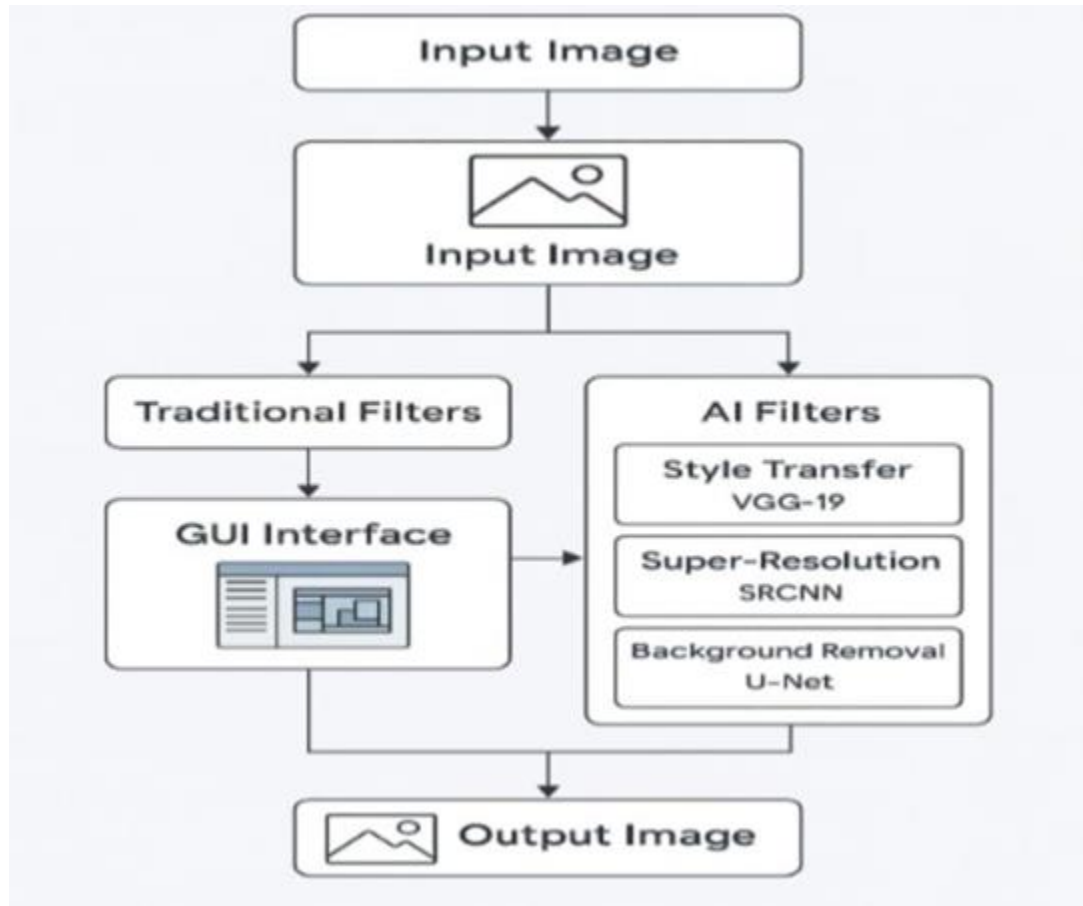 Input Image
Input Image
Traditional Filters
GUI Interface
AI Filters
Style Transfer
VGG-19
Super-Resolution
SRCNN
Background Removal
U-Net
Output Image